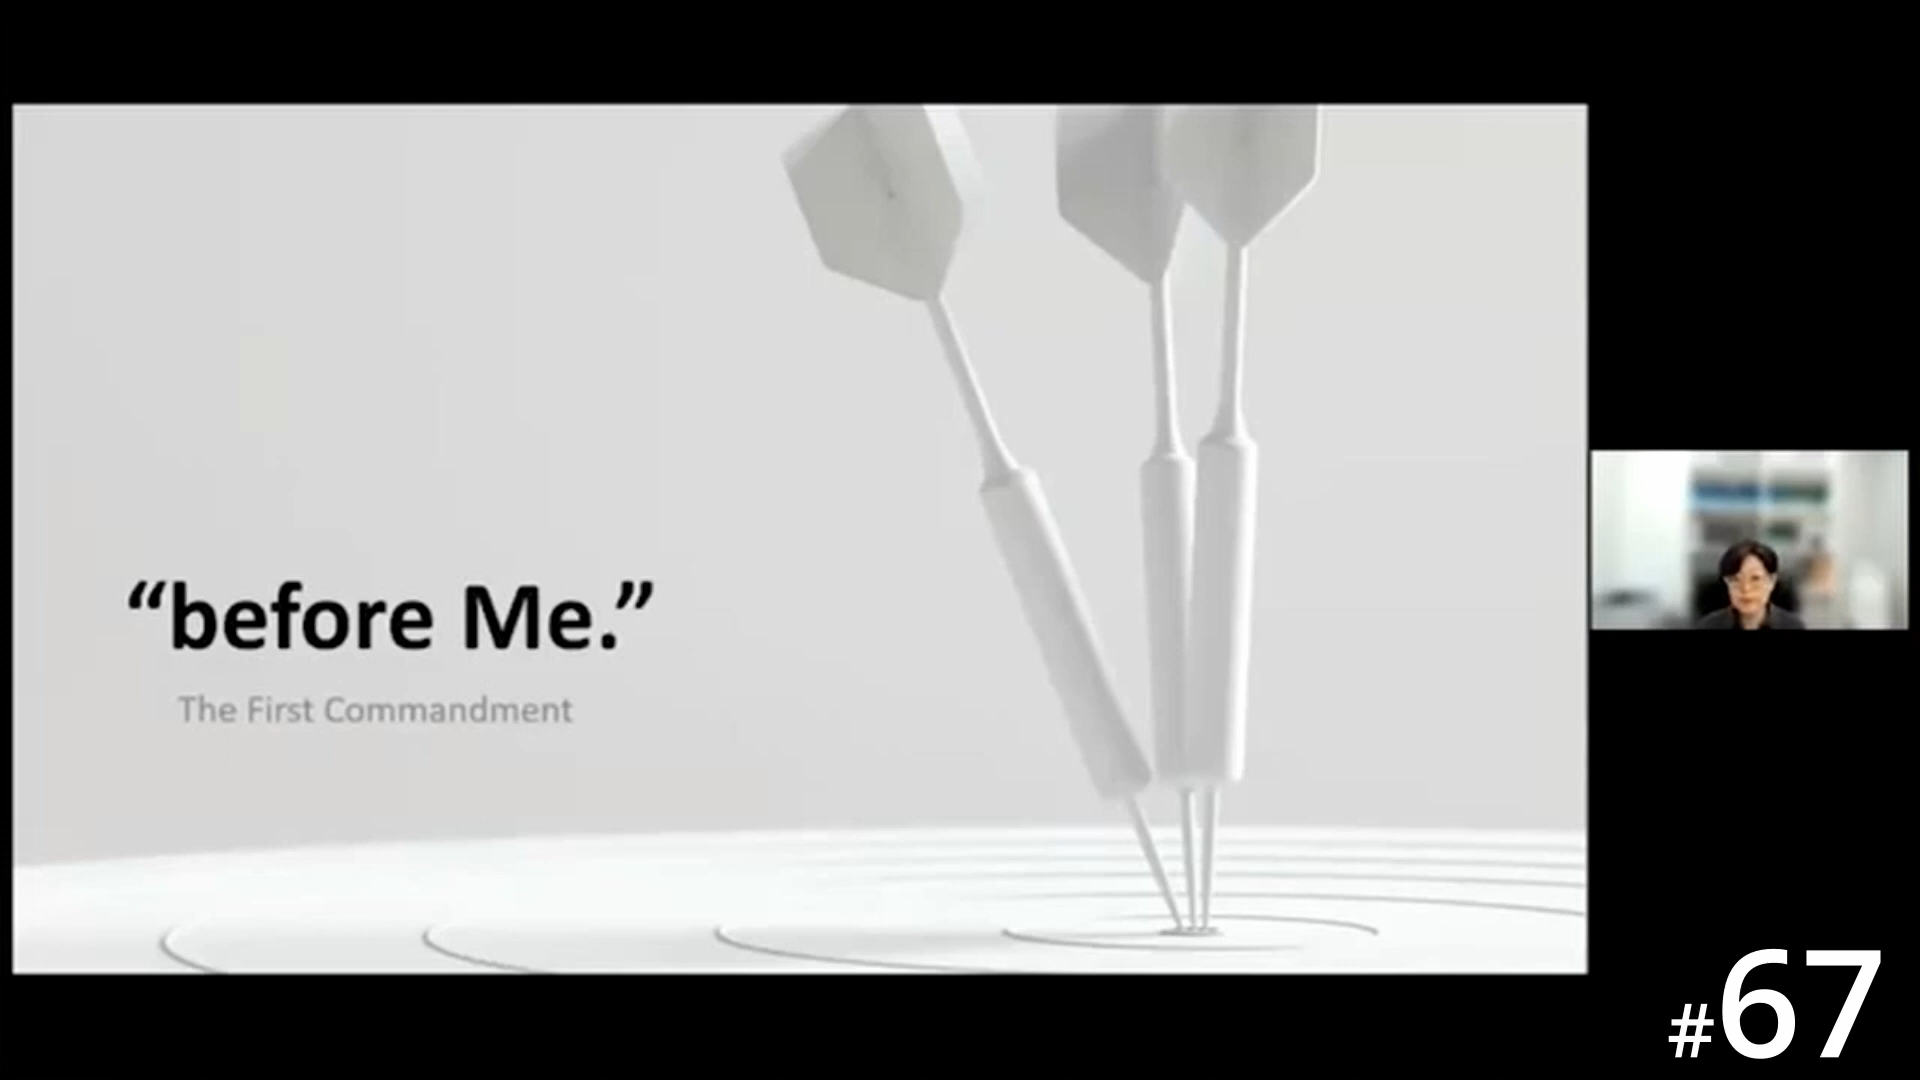 “before Me.”
The First Commandment
#67